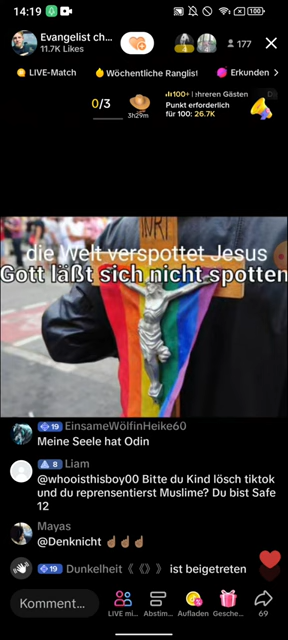 14:19
100
Evangelist ch...
11.7K Likes
177
LIVE-Match
Wöchentliche Ranglist
Erkunden
0/3
3h29m
100+ | ihreren Gästen
Punkt erforderlich
für 100: 26.7K
INRI
die Welt verspottet Jesus
Gott läßt sich nicht spotten
19 EinsameWölfinHeike60
Meine Seele hat Odin
8 Liam
@whooisthisboy00 Bitte du Kind lösch tiktok
und du reprensentierst Muslime? Du bist Safe
12
Mayas
@Denknicht ☝🏽☝🏽☝🏽
19 Dunkelheit《《》》 ist beigetreten
Komment...
LIVE mi...
Abstim...
Aufladen
Gesche...
69